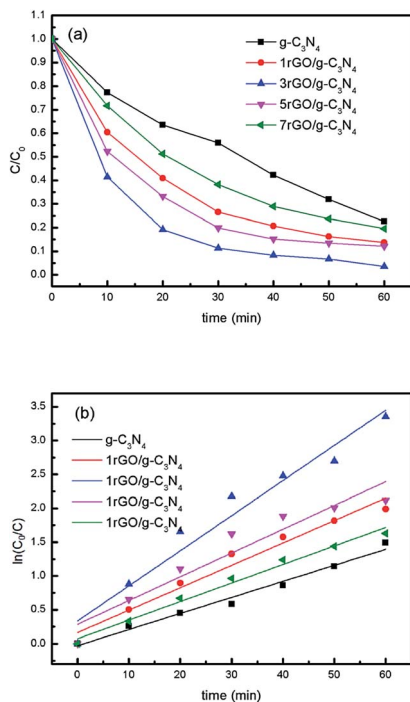 (a)
g-C₃N₄
1rGO/g-C₃N₄
3rGO/g-C₃N₄
5rGO/g-C₃N₄
7rGO/g-C₃N₄
C/C₀
1.0
0.9
0.8
0.7
0.6
0.5
0.4
0.3
0.2
0.1
0.0
0 10 20 30 40 50 60
time (min)
(b)
g-C₃N₄
1rGO/g-C₃N₄
1rGO/g-C₃N₄
1rGO/g-C₃N₄
1rGO/g-C₃N₄
ln(C₀/C)
3.5
3.0
2.5
2.0
1.5
1.0
0.5
0.0
0 10 20 30 40 50 60
time (min)